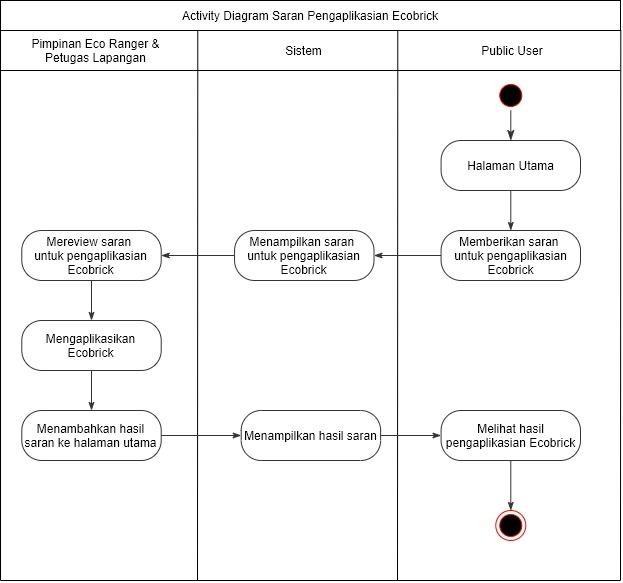 Activity Diagram Saran Pengaplikasian Ecobrick
Pimpinan Eco Ranger &
Petugas Lapangan
Sistem
Public User
Halaman Utama
Mereview saran
untuk pengaplikasian
Ecobrick
Menampilkan saran
untuk pengaplikasian
Ecobrick
Memberikan saran
untuk pengaplikasian
Ecobrick
Mengaplikasikan
Ecobrick
Menambahkan hasil
saran ke halaman utama
Menampilkan hasil saran
Melihat hasil
pengaplikasian Ecobrick